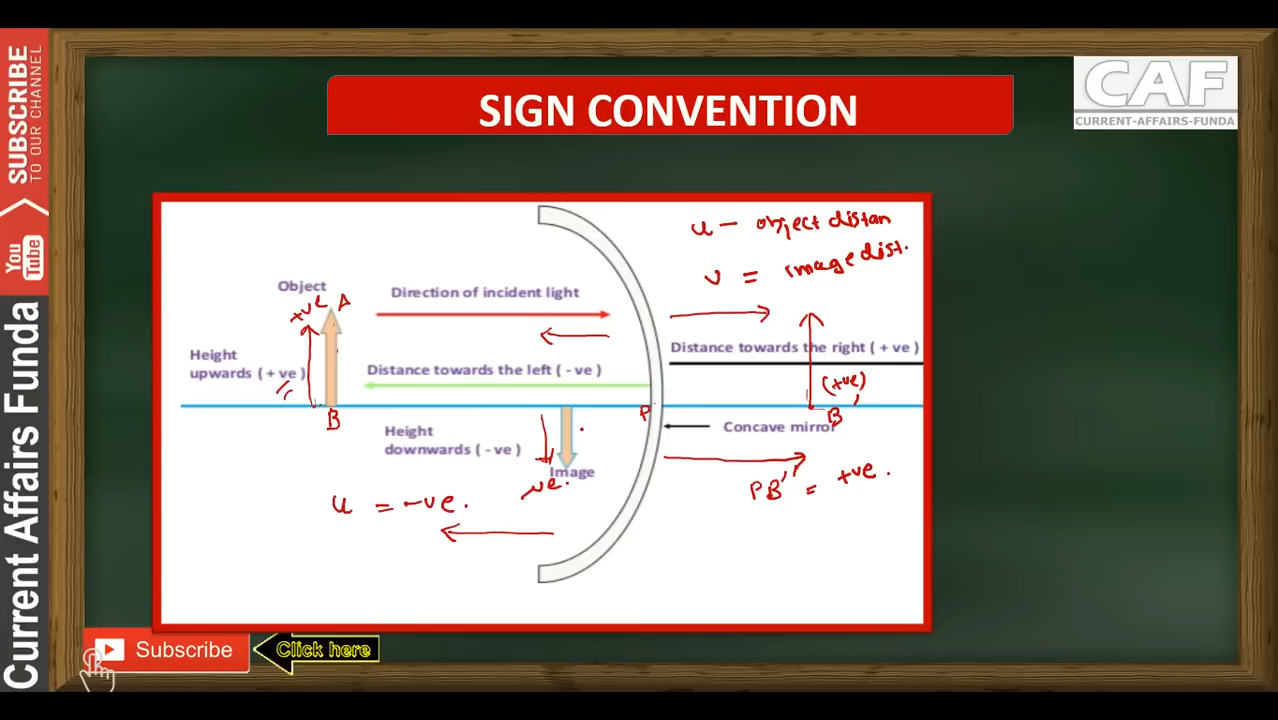 SUBSCRIBE
TO OUR CHANNEL
You Tube
Current Affairs Funda
SIGN CONVENTION
CAF
CURRENT-AFFAIRS-FUNDA
u — object distan
v = image dist.
Object
+ve A
Direction of incident light
Height
upwards ( + ve )
Distance towards the left ( - ve )
Distance towards the right ( + ve )
(+ve)
B
P
B'
Height
downwards ( - ve )
Concave mirror
Image
-ve.
u = -ve.
PB' = +ve.
Subscribe
Click here